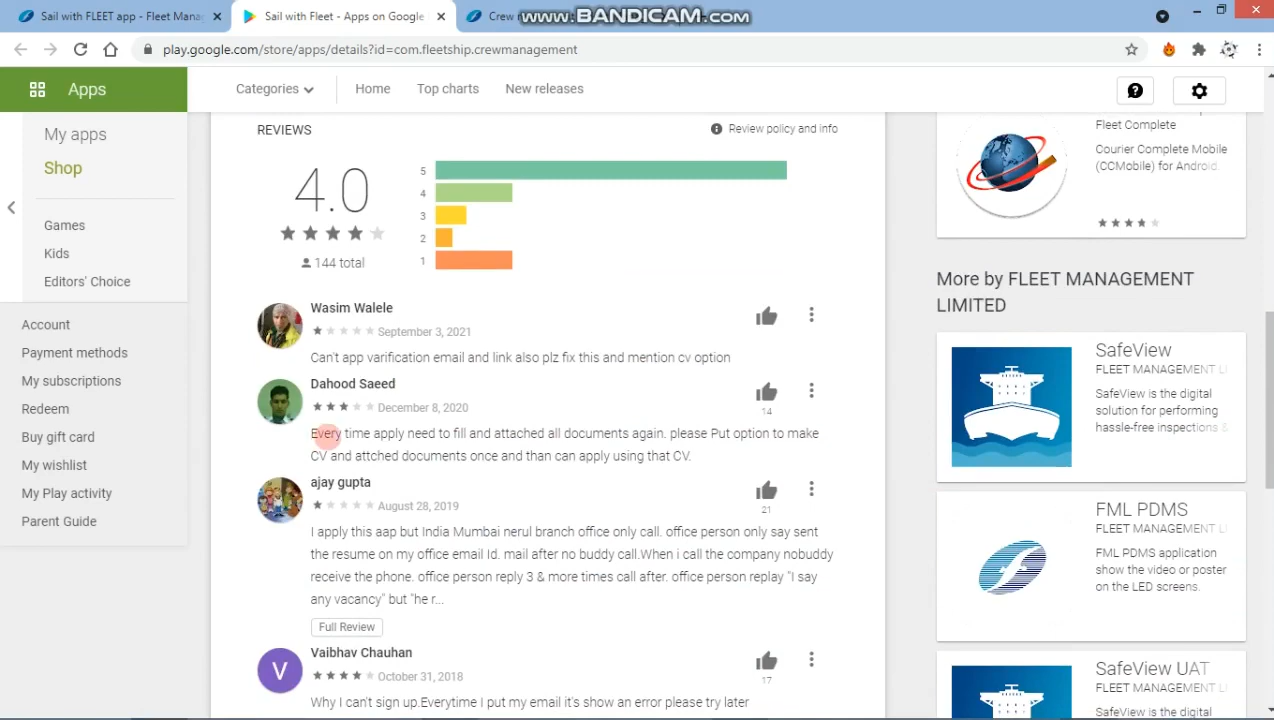 Sail with FLEET app - Fleet Mana
Sail with Fleet - Apps on Google
Crew
www.BANDICAM.com
play.google.com/store/apps/details?id=com.fleetship.crewmanagement
Apps
Categories
Home
Top charts
New releases
My apps
Shop
Games
Kids
Editors' Choice
Account
Payment methods
My subscriptions
Redeem
Buy gift card
My wishlist
My Play activity
Parent Guide
REVIEWS
Review policy and info
4.0
144 total
5
4
3
2
1
Wasim Walele
September 3, 2021
Can't app varification email and link also plz fix this and mention cv option
Dahood Saeed
December 8, 2020
14
Every time apply need to fill and attached all documents again. please Put option to make
CV and attched documents once and than can apply using that CV.
ajay gupta
August 28, 2019
21
I apply this aap but India Mumbai nerul branch office only call. office person only say sent
the resume on my office email Id. mail after no buddy call.When i call the company nobuddy
receive the phone. office person reply 3 & more times call after. office person replay "I say
any vacancy" but "he r...
Full Review
V
Vaibhav Chauhan
October 31, 2018
17
Why I can't sign up.Everytime I put my email it's show an error please try later
Fleet Complete
Courier Complete Mobile
(CCMobile) for Android.
More by FLEET MANAGEMENT
LIMITED
SafeView
FLEET MANAGEMENT LI
SafeView is the digital
solution for performing
hassle-free inspections &
FML PDMS
FLEET MANAGEMENT LI
FML PDMS application
show the video or poster
on the LED screens.
SafeView UAT
FLEET MANAGEMENT LI
SafeView is the digital